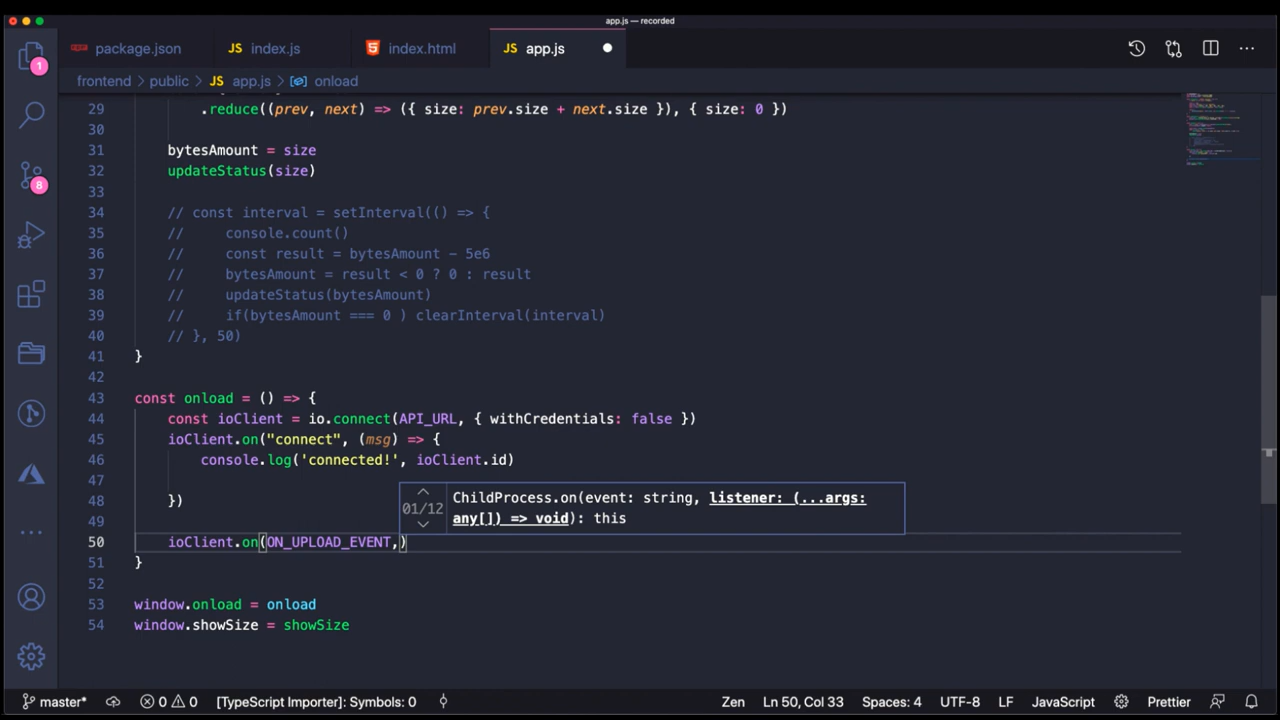 app.js — recorded
package.json
JS index.js
index.html
JS app.js
frontend > public > JS app.js > onload
1
8
29 .reduce((prev, next) => ({ size: prev.size + next.size }), { size: 0 })
30
31 bytesAmount = size
32 updateStatus(size)
33
34 // const interval = setInterval(() => {
35 // console.count()
36 // const result = bytesAmount - 5e6
37 // bytesAmount = result < 0 ? 0 : result
38 // updateStatus(bytesAmount)
39 // if(bytesAmount === 0 ) clearInterval(interval)
40 // }, 50)
41 }
42
43 const onload = () => {
44 const ioClient = io.connect(API_URL, { withCredentials: false })
45 ioClient.on("connect", (msg) => {
46 console.log('connected!', ioClient.id)
47
48 })
49
50 ioClient.on(ON_UPLOAD_EVENT,)
51 }
52
53 window.onload = onload
54 window.showSize = showSize
01/12
ChildProcess.on(event: string, listener: (...args:
any[]) => void): this
master* 0 0 [TypeScript Importer]: Symbols: 0 Zen Ln 50, Col 33 Spaces: 4 UTF-8 LF JavaScript Prettier